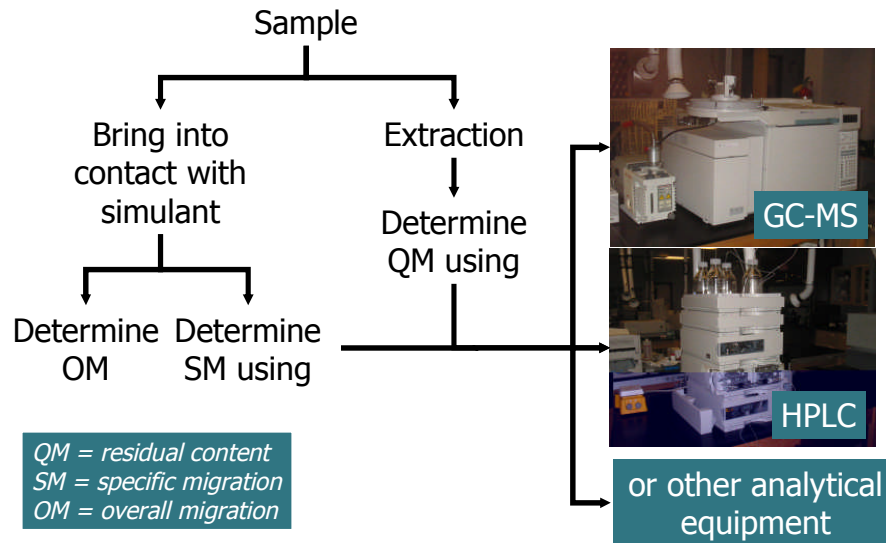 Sample
Bring into
contact with
simulant
Extraction
Determine
QM using
Determine
OM
Determine
SM using
GC-MS
HPLC
or other analytical
equipment
QM = residual content
SM = specific migration
OM = overall migration